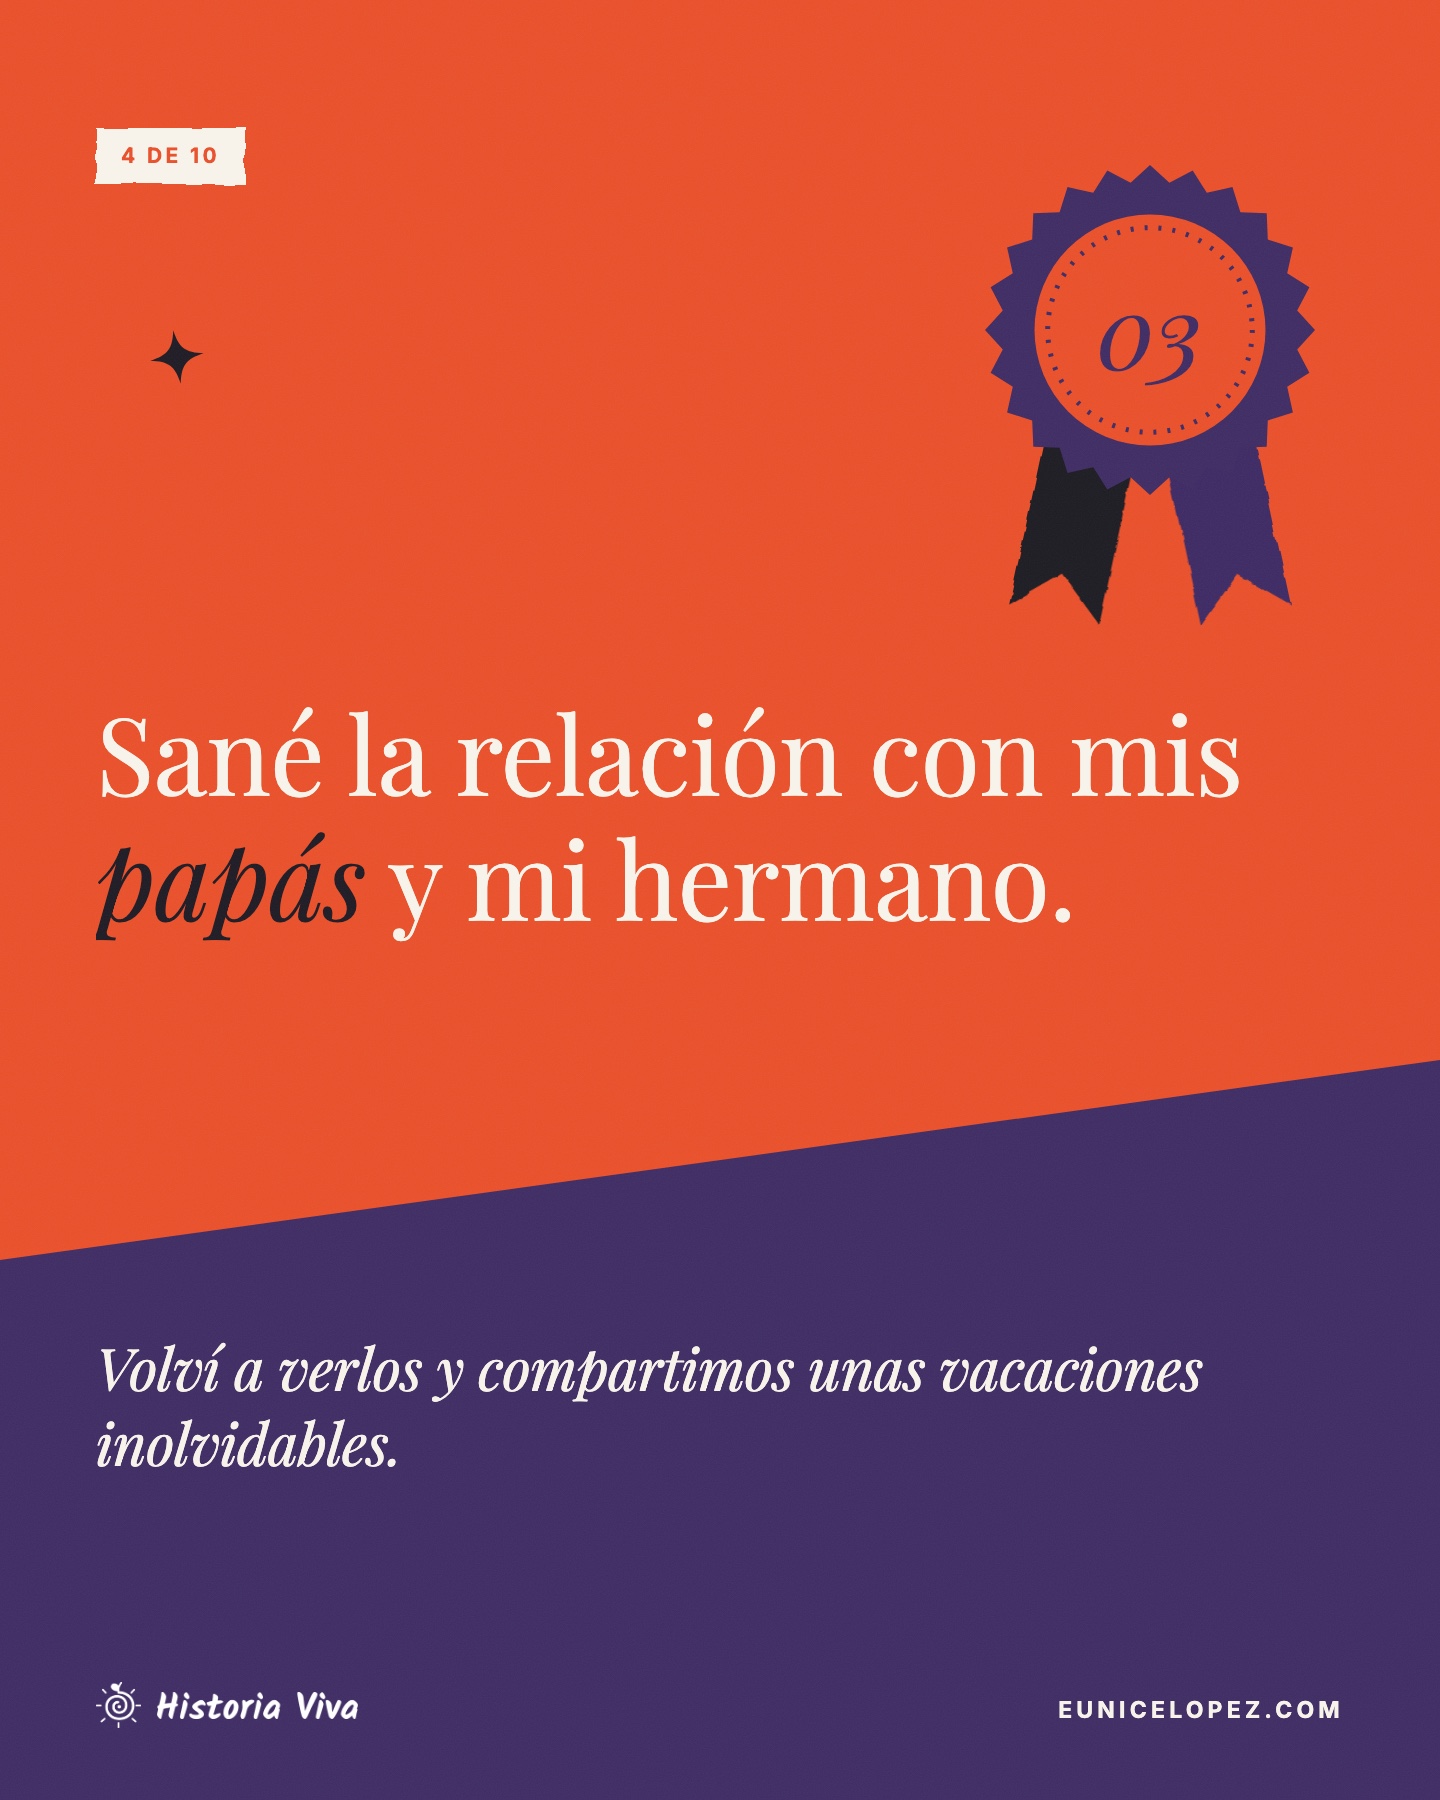 4 DE 10
03
Sané la relación con mis
papás y mi hermano.
Volví a verlos y compartimos unas vacaciones
inolvidables.
Historia Viva
EUNICELOPEZ.COM